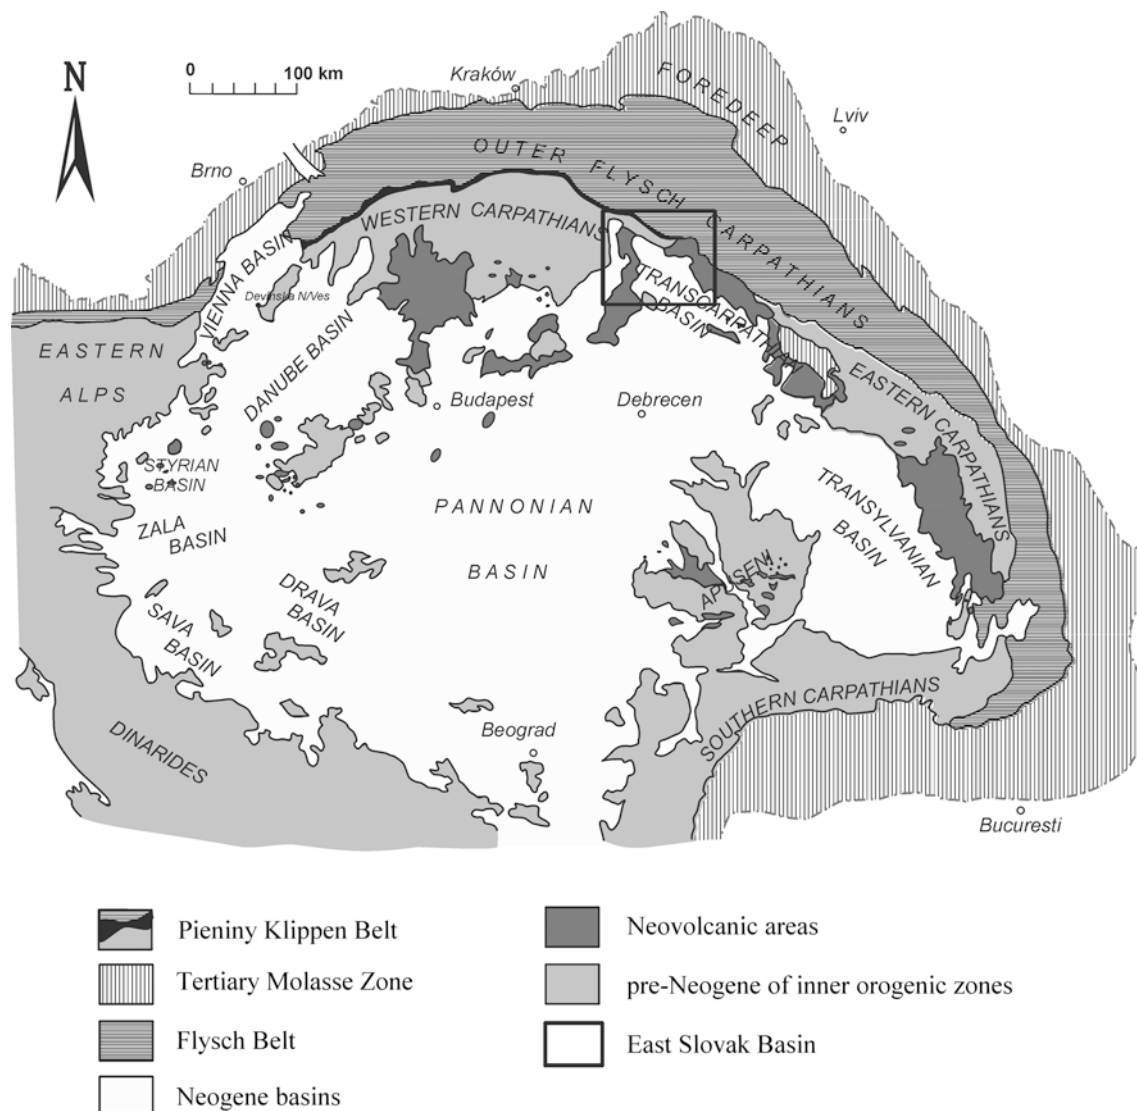 N
0 100 km
Kraków
FOREDEEP
Lviv
Brno
OUTER FLYSCH CARPATHIANS
WESTERN CARPATHIANS
VIENNA BASIN
Devinska N/Ves
TRANSCARPATHIAN
BASIN
EASTERN
ALPS
DANUBE BASIN
Budapest
Debrecen
EASTERN CARPATHIANS
STYRIAN
BASIN
PANNONIAN
BASIN
TRANSYLVANIAN
BASIN
ZALA
BASIN
DRAVA
BASIN
SAVA
BASIN
SOUTHERN CARPATHIANS
Beograd
DINARIDES
Bucuresti
Pieniny Klippen Belt
Tertiary Molasse Zone
Flysch Belt
Neogene basins
Neovolcanic areas
pre-Neogene of inner orogenic zones
East Slovak Basin